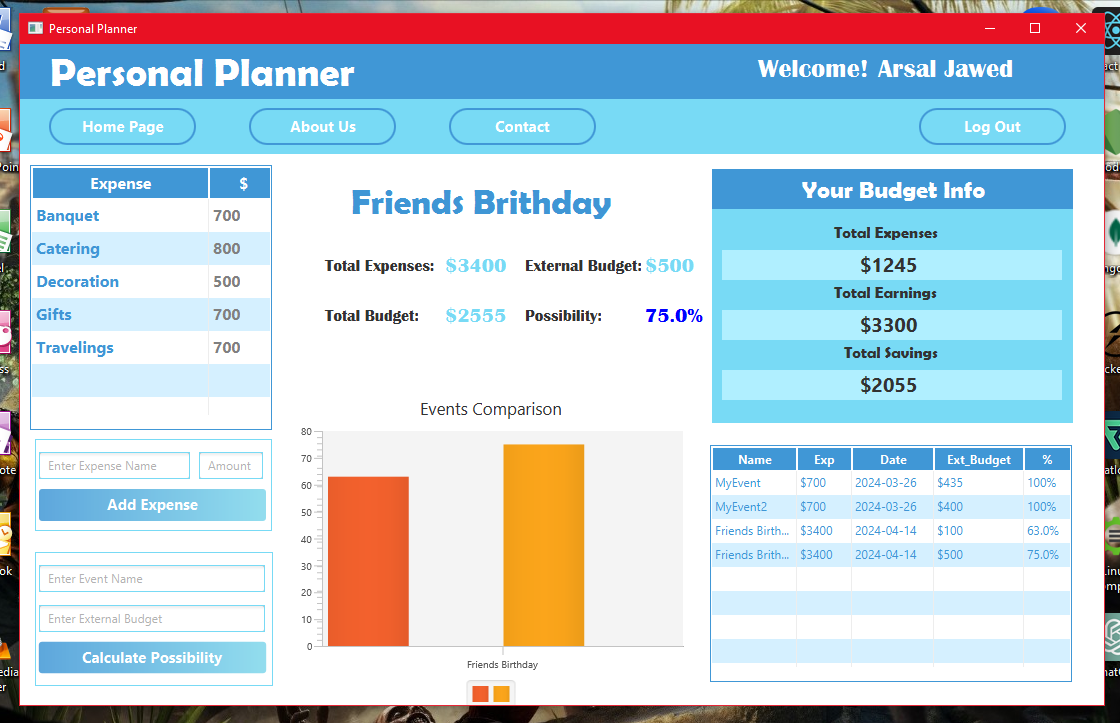 Personal Planner
Personal Planner
Welcome! Arsal Jawed
Home Page
About Us
Contact
Log Out
Expense $
Banquet 700
Catering 800
Decoration 500
Gifts 700
Travelings 700
Enter Expense Name
Amount
Add Expense
Enter Event Name
Enter External Budget
Calculate Possibility
Friends Brithday
Total Expenses: $3400 External Budget: $500
Total Budget: $2555 Possibility: 75.0%
Events Comparison
80
70
60
50
40
30
20
10
0
Friends Birthday
Your Budget Info
Total Expenses
$1245
Total Earnings
$3300
Total Savings
$2055
Name Exp Date Ext_Budget %
MyEvent $700 2024-03-26 $435 100%
MyEvent2 $700 2024-03-26 $400 100%
Friends Birth... $3400 2024-04-14 $100 63.0%
Friends Brith... $3400 2024-04-14 $500 75.0%